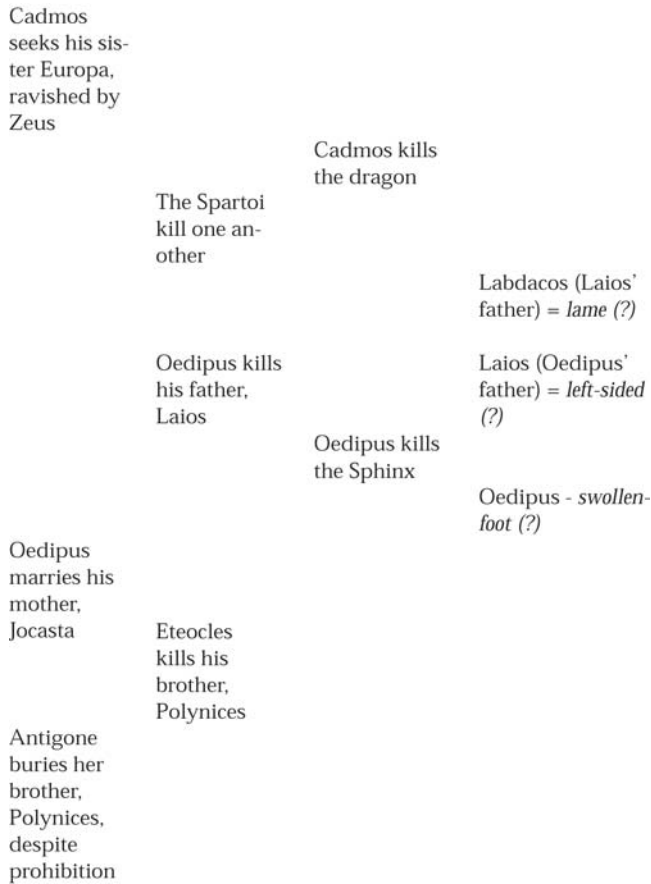 Cadmos
seeks his sis-
ter Europa,
ravished by
Zeus
Cadmos kills
the dragon
The Spartoi
kill one an-
other
Labdacos (Laios’
father) = lame (?)
Oedipus kills
his father,
Laios
Laios (Oedipus’
father) = left-sided
(?)
Oedipus kills
the Sphinx
Oedipus - swollen-
foot (?)
Oedipus
marries his
mother,
Jocasta
Eteocles
kills his
brother,
Polynices
Antigone
buries her
brother,
Polynices,
despite
prohibition